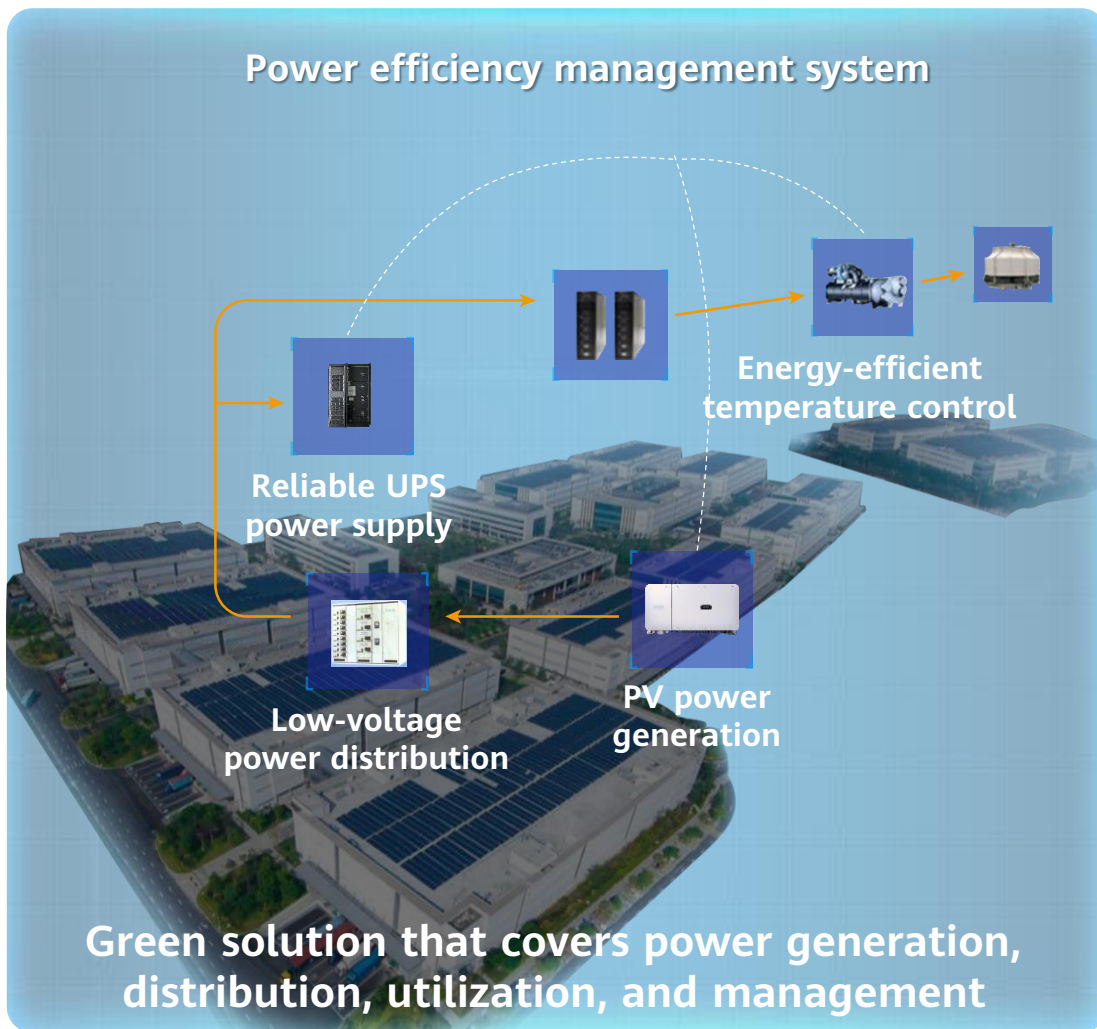 Power efficiency management system
Energy-efficient
temperature control
Reliable UPS
power supply
PV power
generation
Low-voltage
power distribution
Green solution that covers power generation,
distribution, utilization, and management